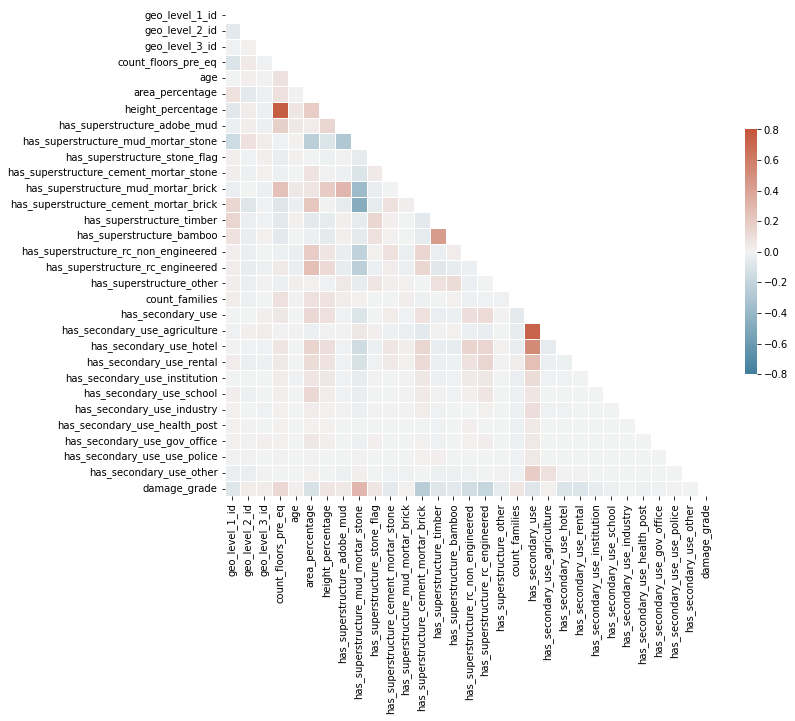 geo_level_1_id
geo_level_2_id
geo_level_3_id
count_floors_pre_eq
age
area_percentage
height_percentage
has_superstructure_adobe_mud
has_superstructure_mud_mortar_stone
has_superstructure_stone_flag
has_superstructure_cement_mortar_stone
has_superstructure_mud_mortar_brick
has_superstructure_cement_mortar_brick
has_superstructure_timber
has_superstructure_bamboo
has_superstructure_rc_non_engineered
has_superstructure_rc_engineered
has_superstructure_other
count_families
has_secondary_use
has_secondary_use_agriculture
has_secondary_use_hotel
has_secondary_use_rental
has_secondary_use_institution
has_secondary_use_school
has_secondary_use_industry
has_secondary_use_health_post
has_secondary_use_gov_office
has_secondary_use_use_police
has_secondary_use_other
damage_grade
geo_level_1_id
geo_level_2_id
geo_level_3_id
count_floors_pre_eq
age
area_percentage
height_percentage
has_superstructure_adobe_mud
has_superstructure_mud_mortar_stone
has_superstructure_stone_flag
has_superstructure_cement_mortar_stone
has_superstructure_mud_mortar_brick
has_superstructure_cement_mortar_brick
has_superstructure_timber
has_superstructure_bamboo
has_superstructure_rc_non_engineered
has_superstructure_rc_engineered
has_superstructure_other
count_families
has_secondary_use
has_secondary_use_agriculture
has_secondary_use_hotel
has_secondary_use_rental
has_secondary_use_institution
has_secondary_use_school
has_secondary_use_industry
has_secondary_use_health_post
has_secondary_use_gov_office
has_secondary_use_use_police
has_secondary_use_other
damage_grade
0.8
0.6
0.4
0.2
0.0
−0.2
−0.4
−0.6
−0.8